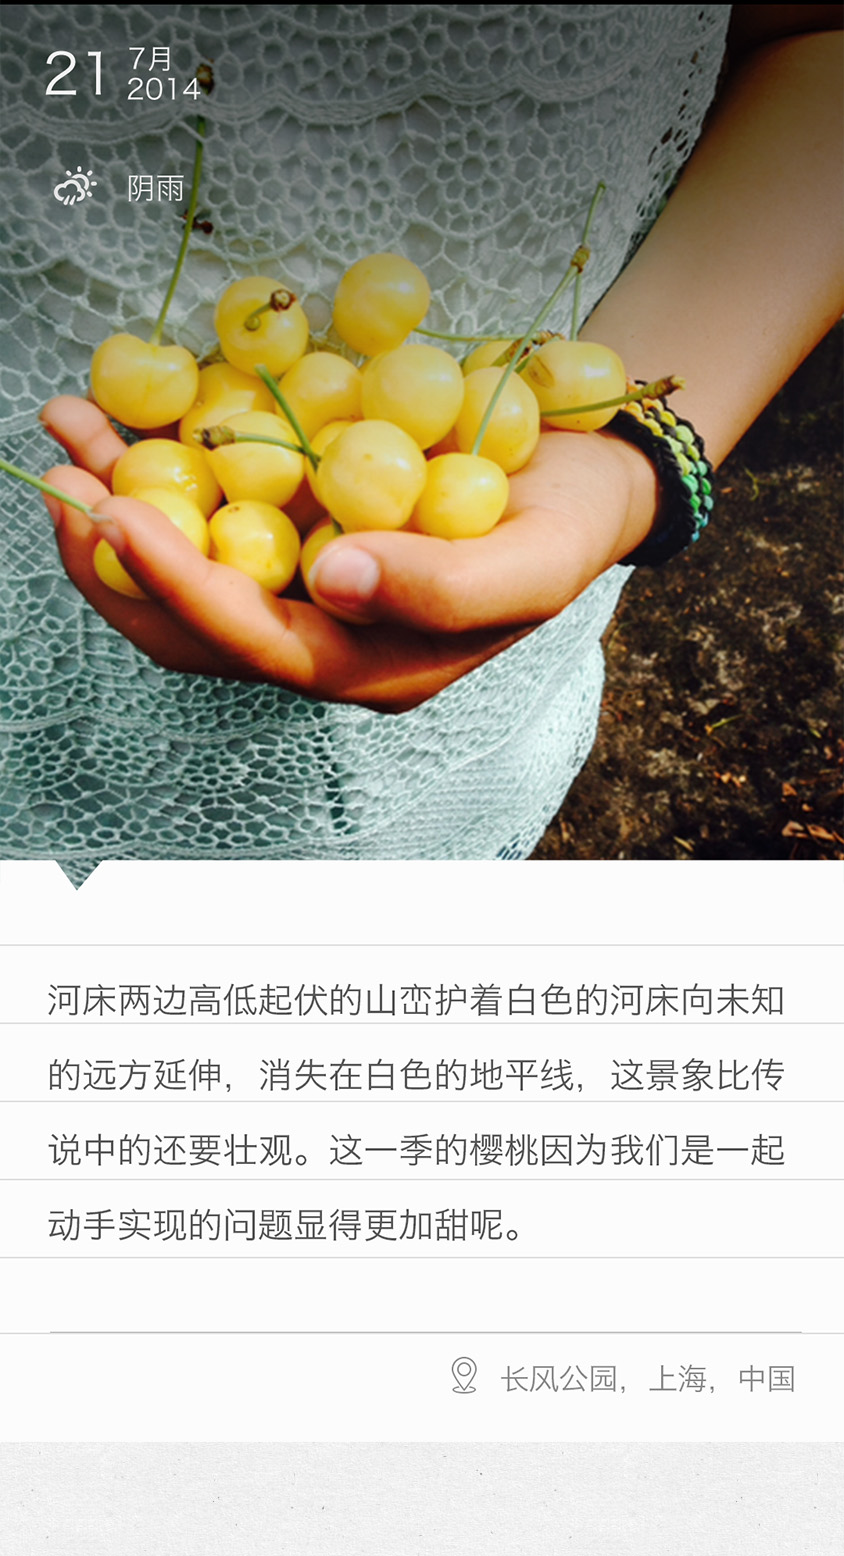 21
7月
2014
阴雨
河床两边高低起伏的山峦护着白色的河床向未知
的远方延伸，消失在白色的地平线，这景象比传
说中的还要壮观。这一季的樱桃因为我们是一起
动手实现的问题显得更加甜呢。
长风公园，上海，中国